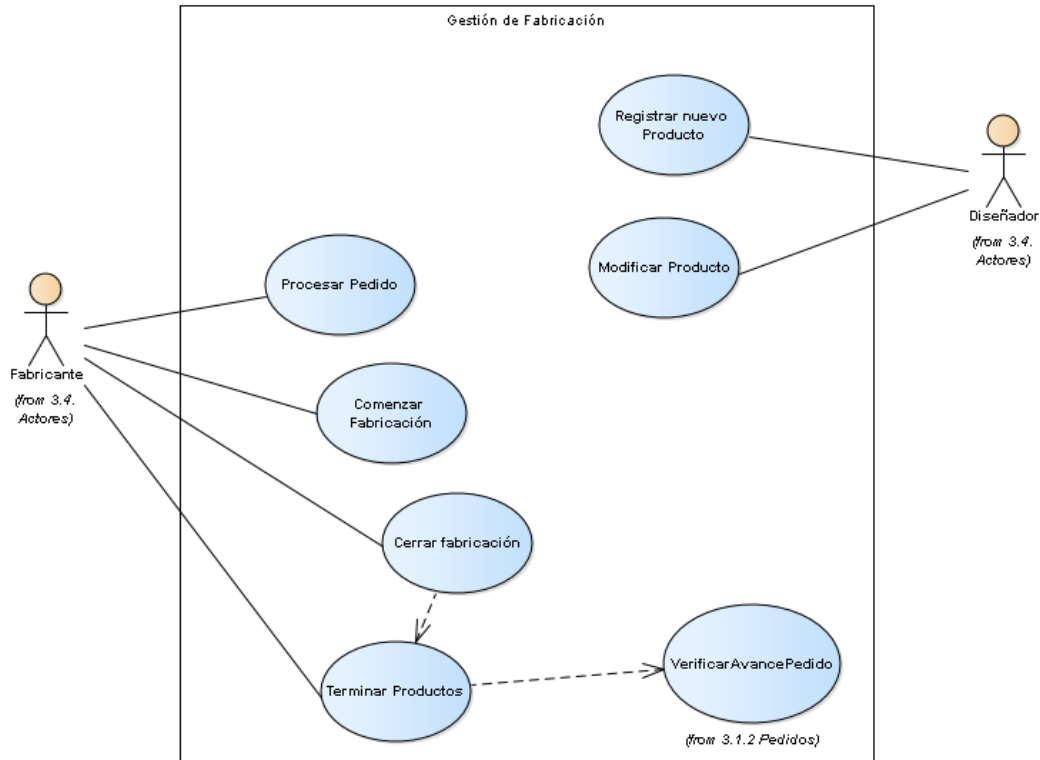 Gestión de Fabricación
Registrar nuevo
Producto
Diseñador
(from 3.4.
Actores)
Modificar Producto
Procesar Pedido
Fabricante
(from 3.4.
Actores)
Comenzar
Fabricación
Cerrar fabricación
Terminar Productos
VerificarAvancePedido
(from 3.1.2 Pedidos)